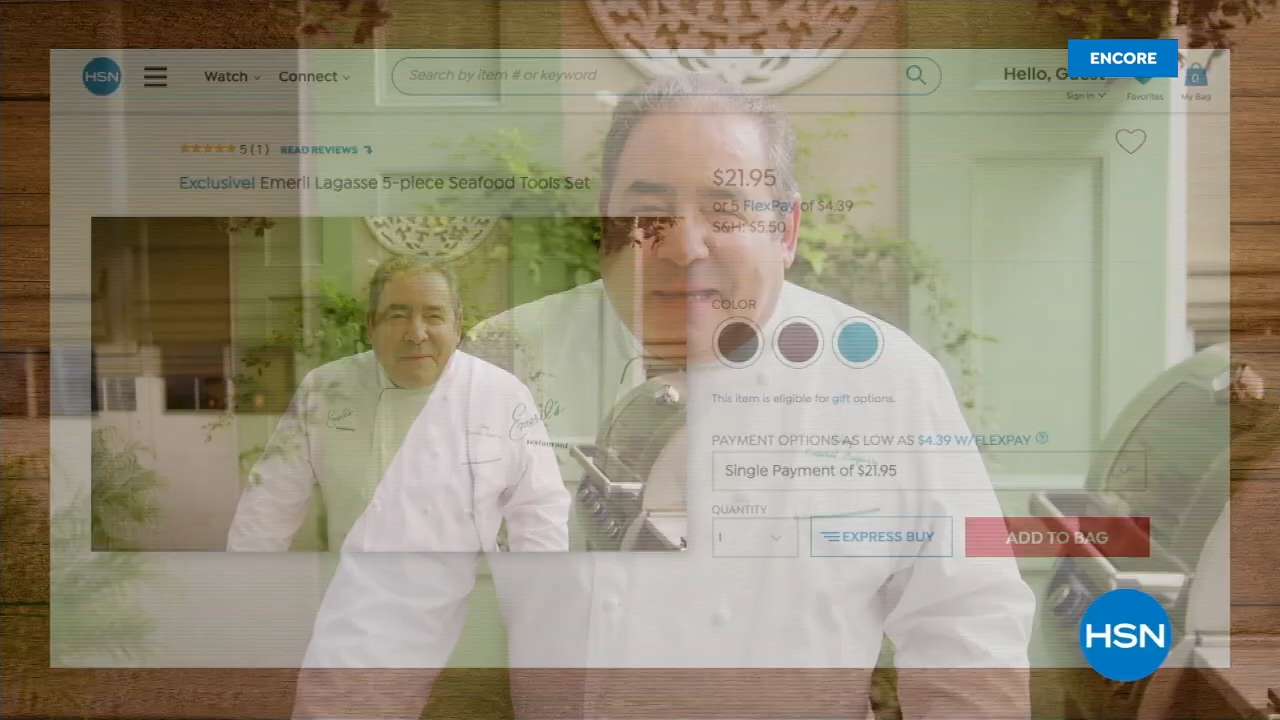 ENCORE
HSN
Watch
Connect
Search by item # or keyword
Hello, Guest
Sign In
0
Favorites
My Bag
5 (1) READ REVIEWS
Exclusive! Emeril Lagasse 5-piece Seafood Tools Set
$21.95
or 5 FlexPay of $4.39
S&H: $5.50
COLOR
Emeril's
restaurant
This item is eligible for gift options.
PAYMENT OPTIONS AS LOW AS $4.39 W/FLEXPAY ?
Single Payment of $21.95
QUANTITY
1
EXPRESS BUY
ADD TO BAG
HSN